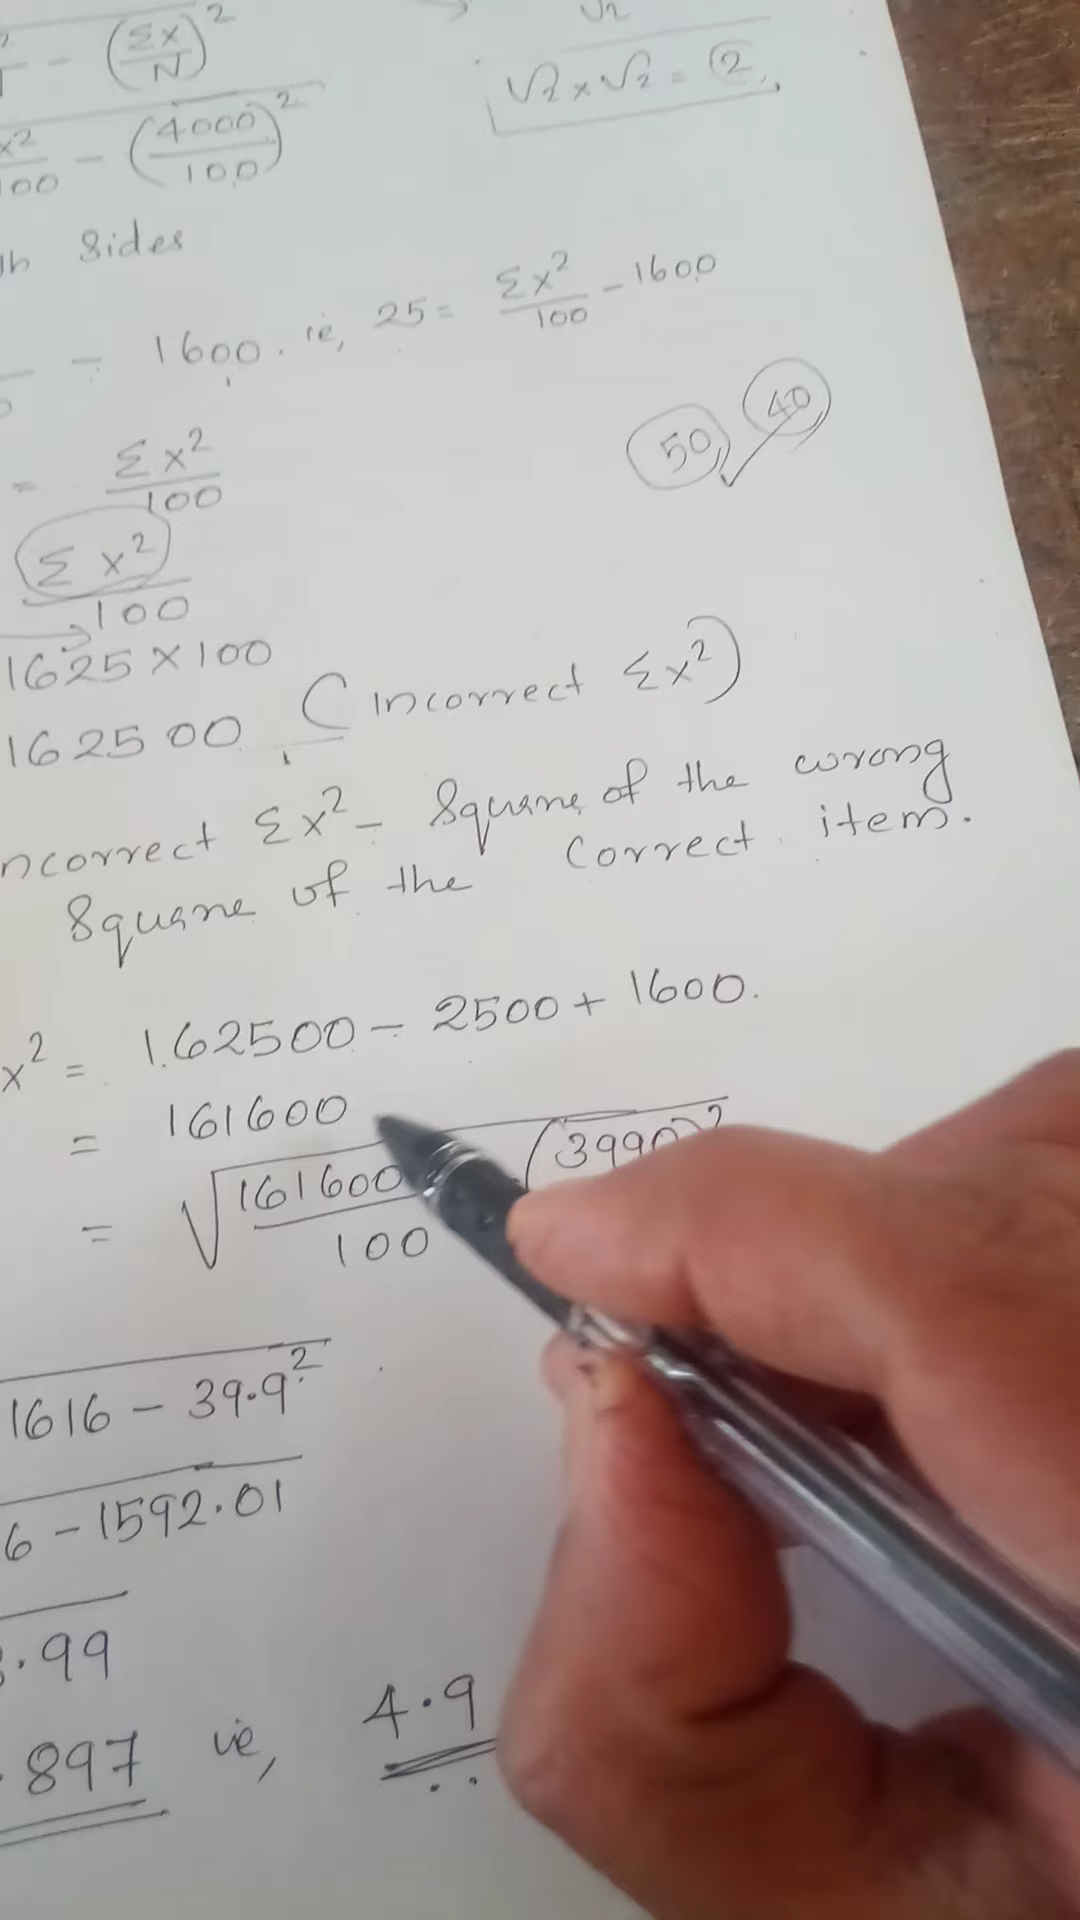 - (Σx/N)²
√2
√2 x √2 = 2
x²/100 - (4000/100)²
Sides
- 1600. ie, 25 = Σx²/100 - 1600
50 40
= Σx²/100
Σx²/100
1625 x 100
162500 (Incorrect Σx²)
ncorrect Σx² - Square of the wrong
Square of the correct item.
x² = 162500 - 2500 + 1600.
= 161600
= √161600/100 (3990)²
1616 - 39.9²
6 - 1592.01
.99
.897 ie, 4.9